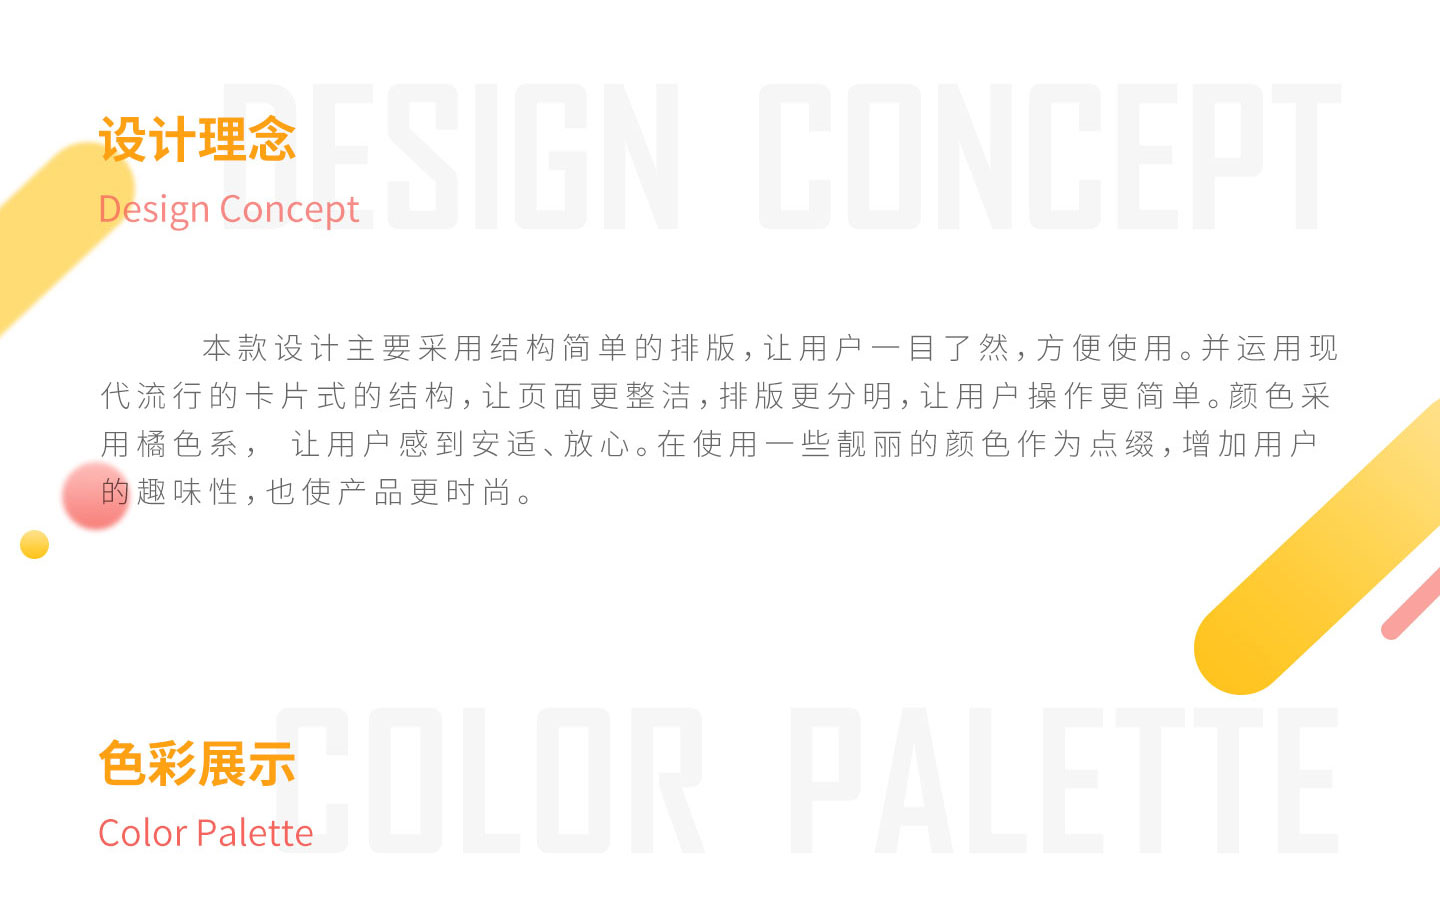 DESIGN CONCEPT
设计理念
Design Concept
本款设计主要采用结构简单的排版,让用户一目了然,方便使用。并运用现
代流行的卡片式的结构,让页面更整洁,排版更分明,让用户操作更简单。颜色采
用橘色系, 让用户感到安适、放心。在使用一些靓丽的颜色作为点缀,增加用户
的趣味性,也使产品更时尚。
COLOR PALETTE
色彩展示
Color Palette